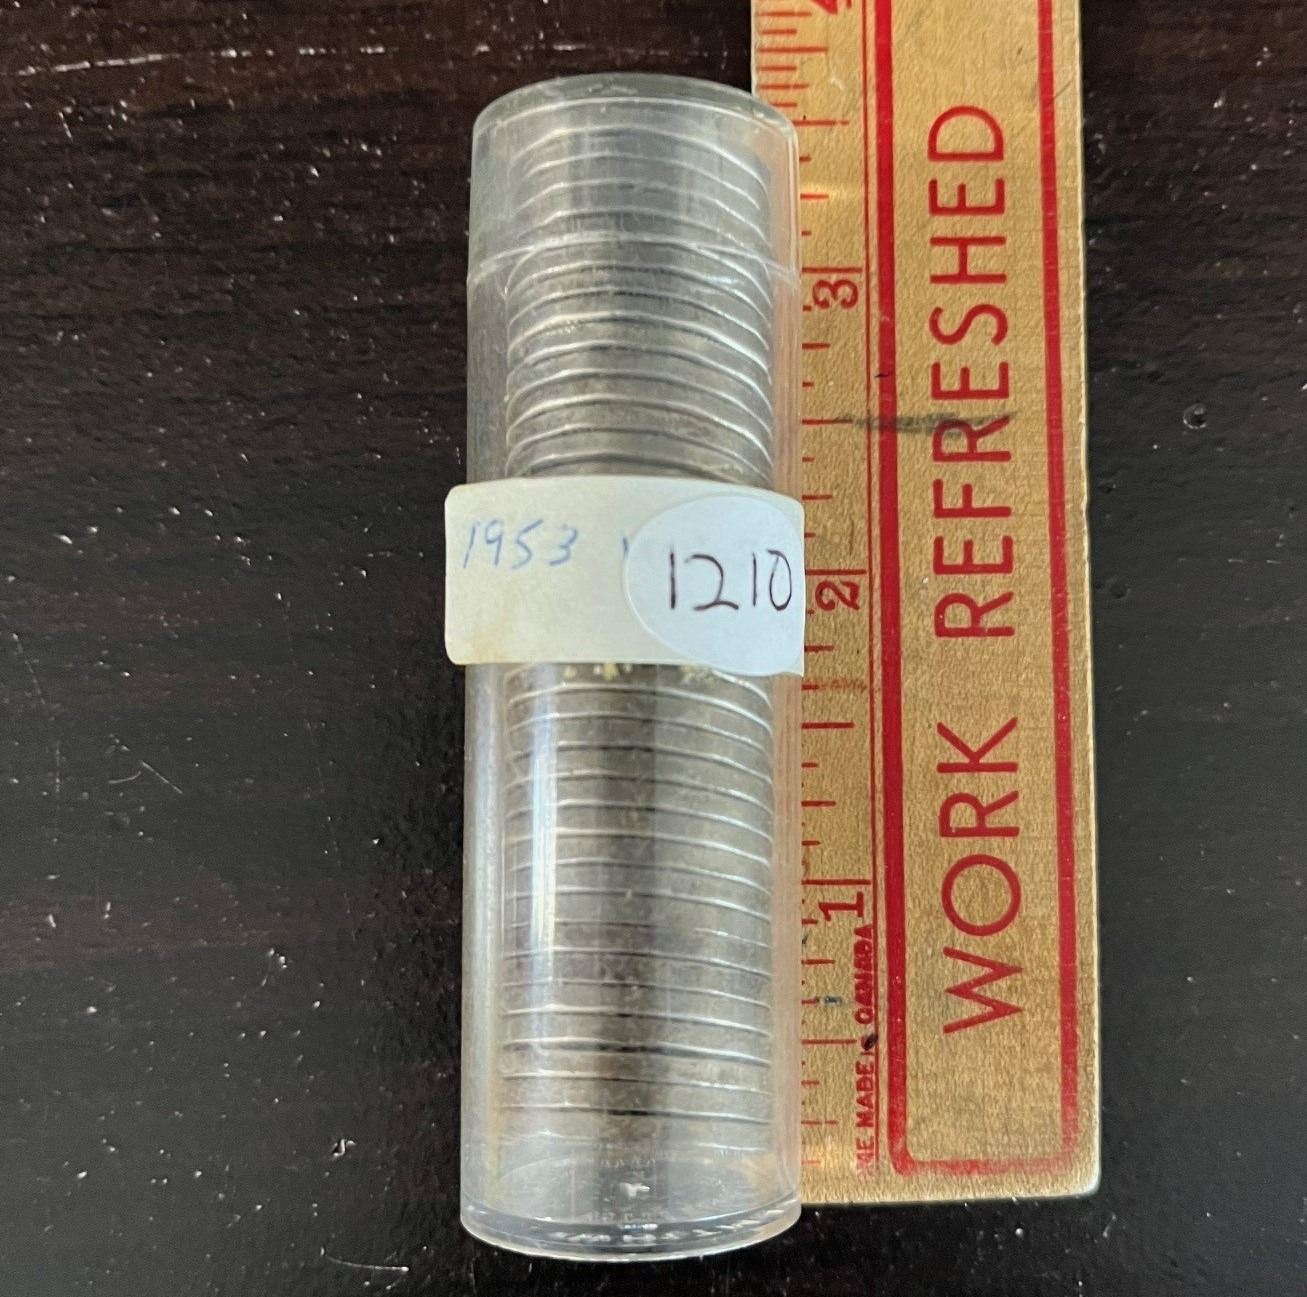 1953
1210
WORK REFRESHED
1
2
3
MADE IN CANADA